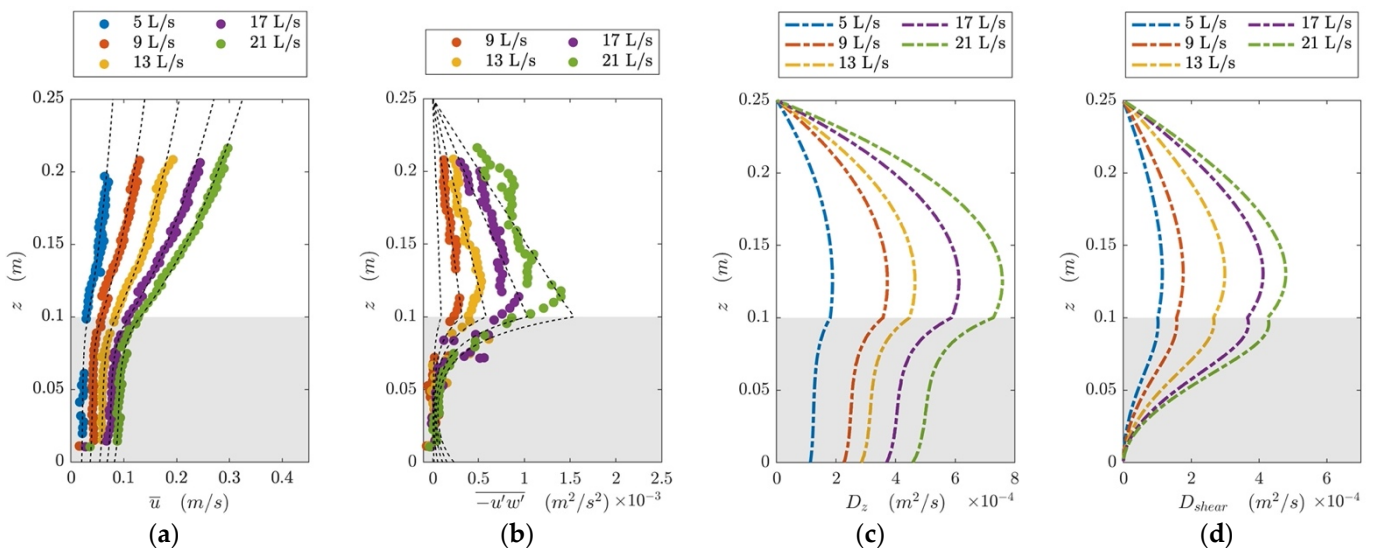 5 L/s 17 L/s
9 L/s 21 L/s
13 L/s
0.25
0.2
0.15
0.1
0.05
0
z (m)
0 0.1 0.2 0.3 0.4
u̅ (m/s)
(a)
9 L/s 17 L/s
13 L/s 21 L/s
0.25
0.2
0.15
0.1
0.05
0
z (m)
0 0.5 1 1.5 2 2.5
−u′w′ (m²/s²) ×10⁻³
(b)
5 L/s 17 L/s
9 L/s 21 L/s
13 L/s
0.25
0.2
0.15
0.1
0.05
0
z (m)
0 2 4 6 8
D_z (m²/s) ×10⁻⁴
(c)
5 L/s 17 L/s
9 L/s 21 L/s
13 L/s
0.25
0.2
0.15
0.1
0.05
0
z (m)
0 2 4 6
D_shear (m²/s) ×10⁻⁴
(d)